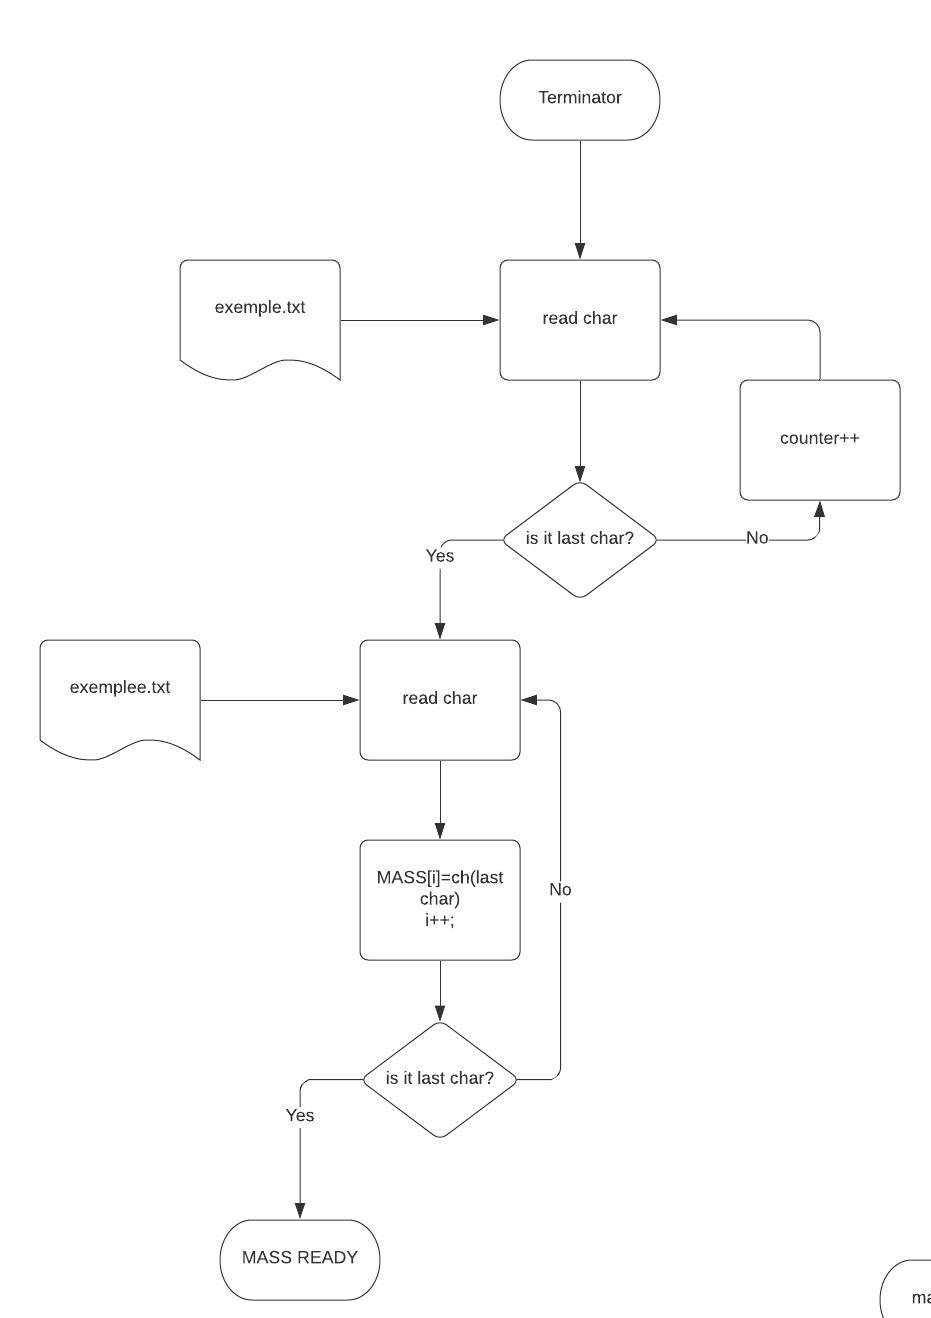 Terminator
exemple.txt
read char
counter++
is it last char?
No
Yes
exemplee.txt
read char
MASS[i]=ch(last
char)
i++;
No
is it last char?
Yes
MASS READY